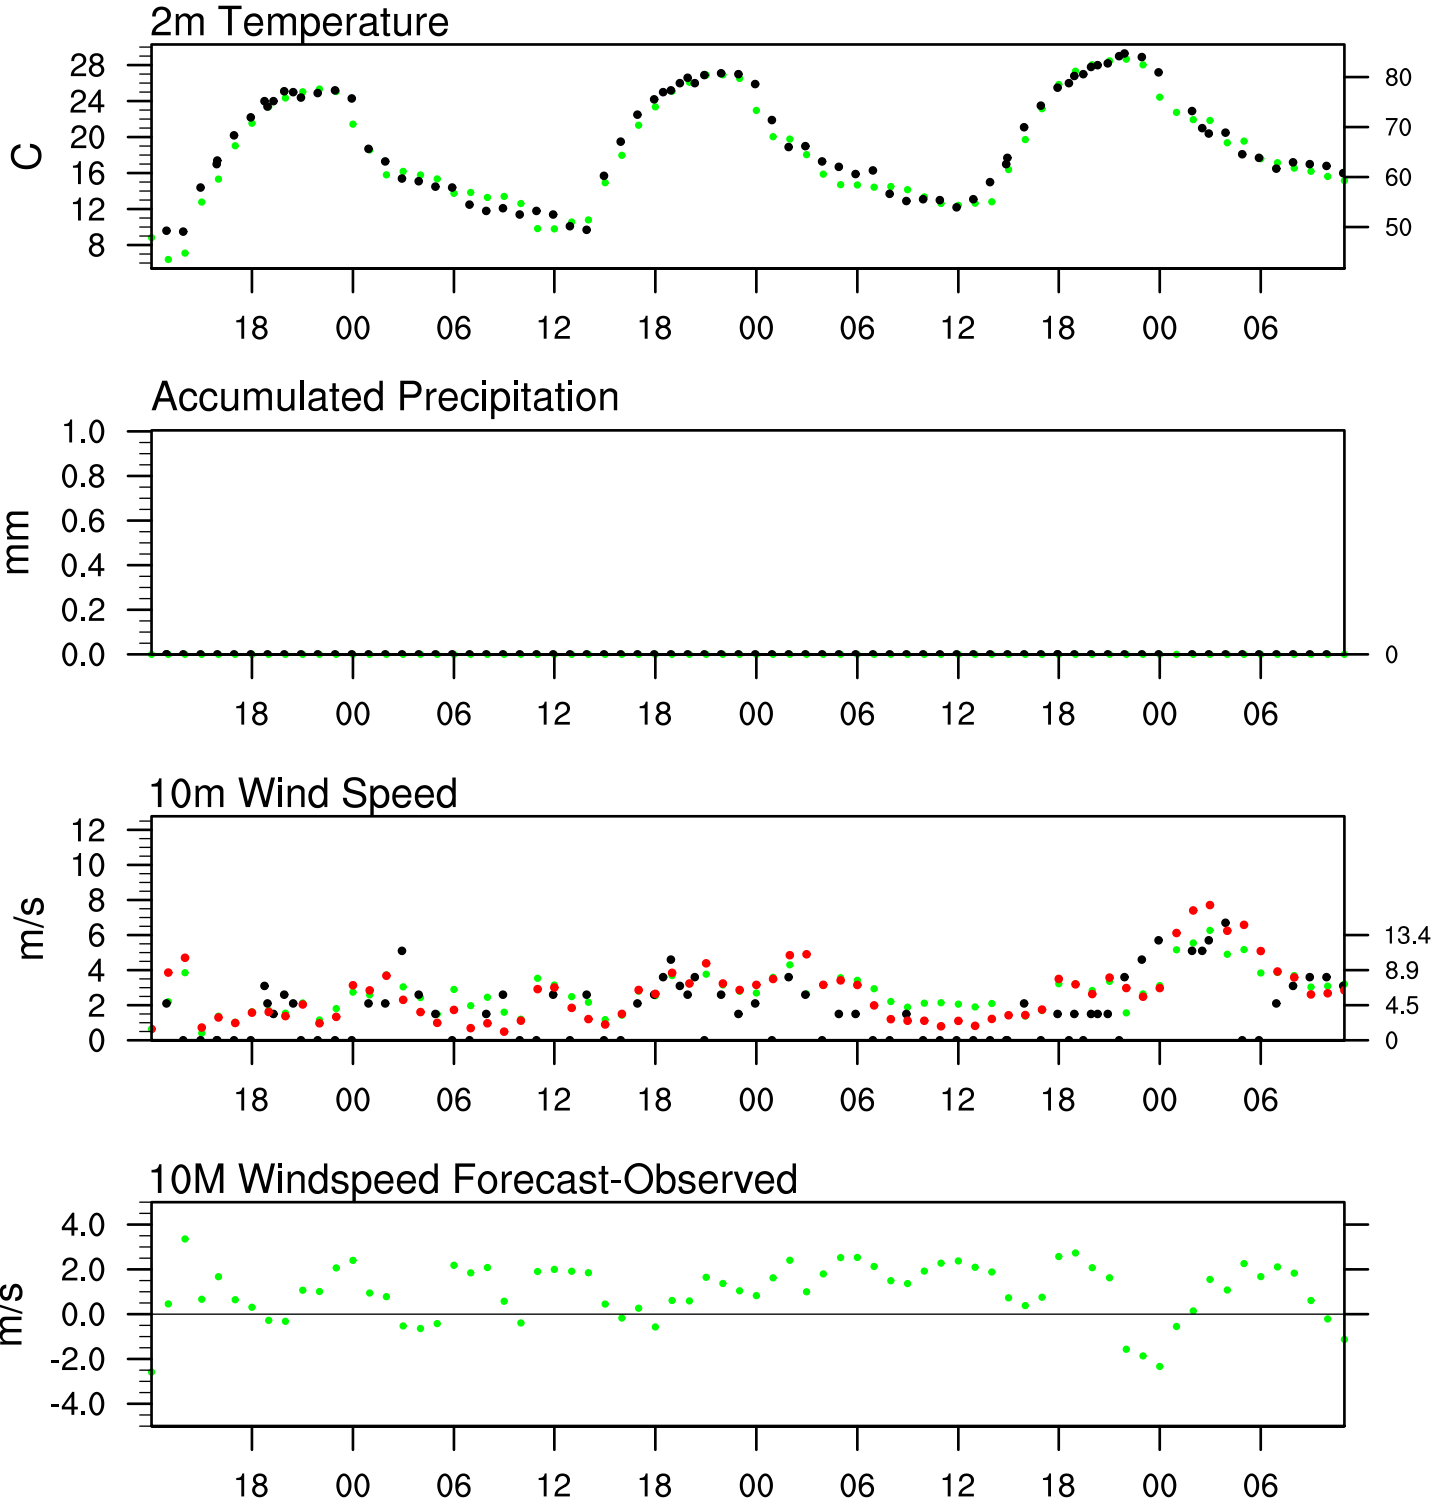 2m Temperature
28
24
20
16
12
8
C
80
70
60
50
18 00 06 12 18 00 06 12 18 00 06
Accumulated Precipitation
1.0
0.8
0.6
0.4
0.2
0.0
mm
0
18 00 06 12 18 00 06 12 18 00 06
10m Wind Speed
12
10
8
6
4
2
0
m/s
13.4
8.9
4.5
0
18 00 06 12 18 00 06 12 18 00 06
10M Windspeed Forecast-Observed
4.0
2.0
0.0
-2.0
-4.0
m/s
18 00 06 12 18 00 06 12 18 00 06